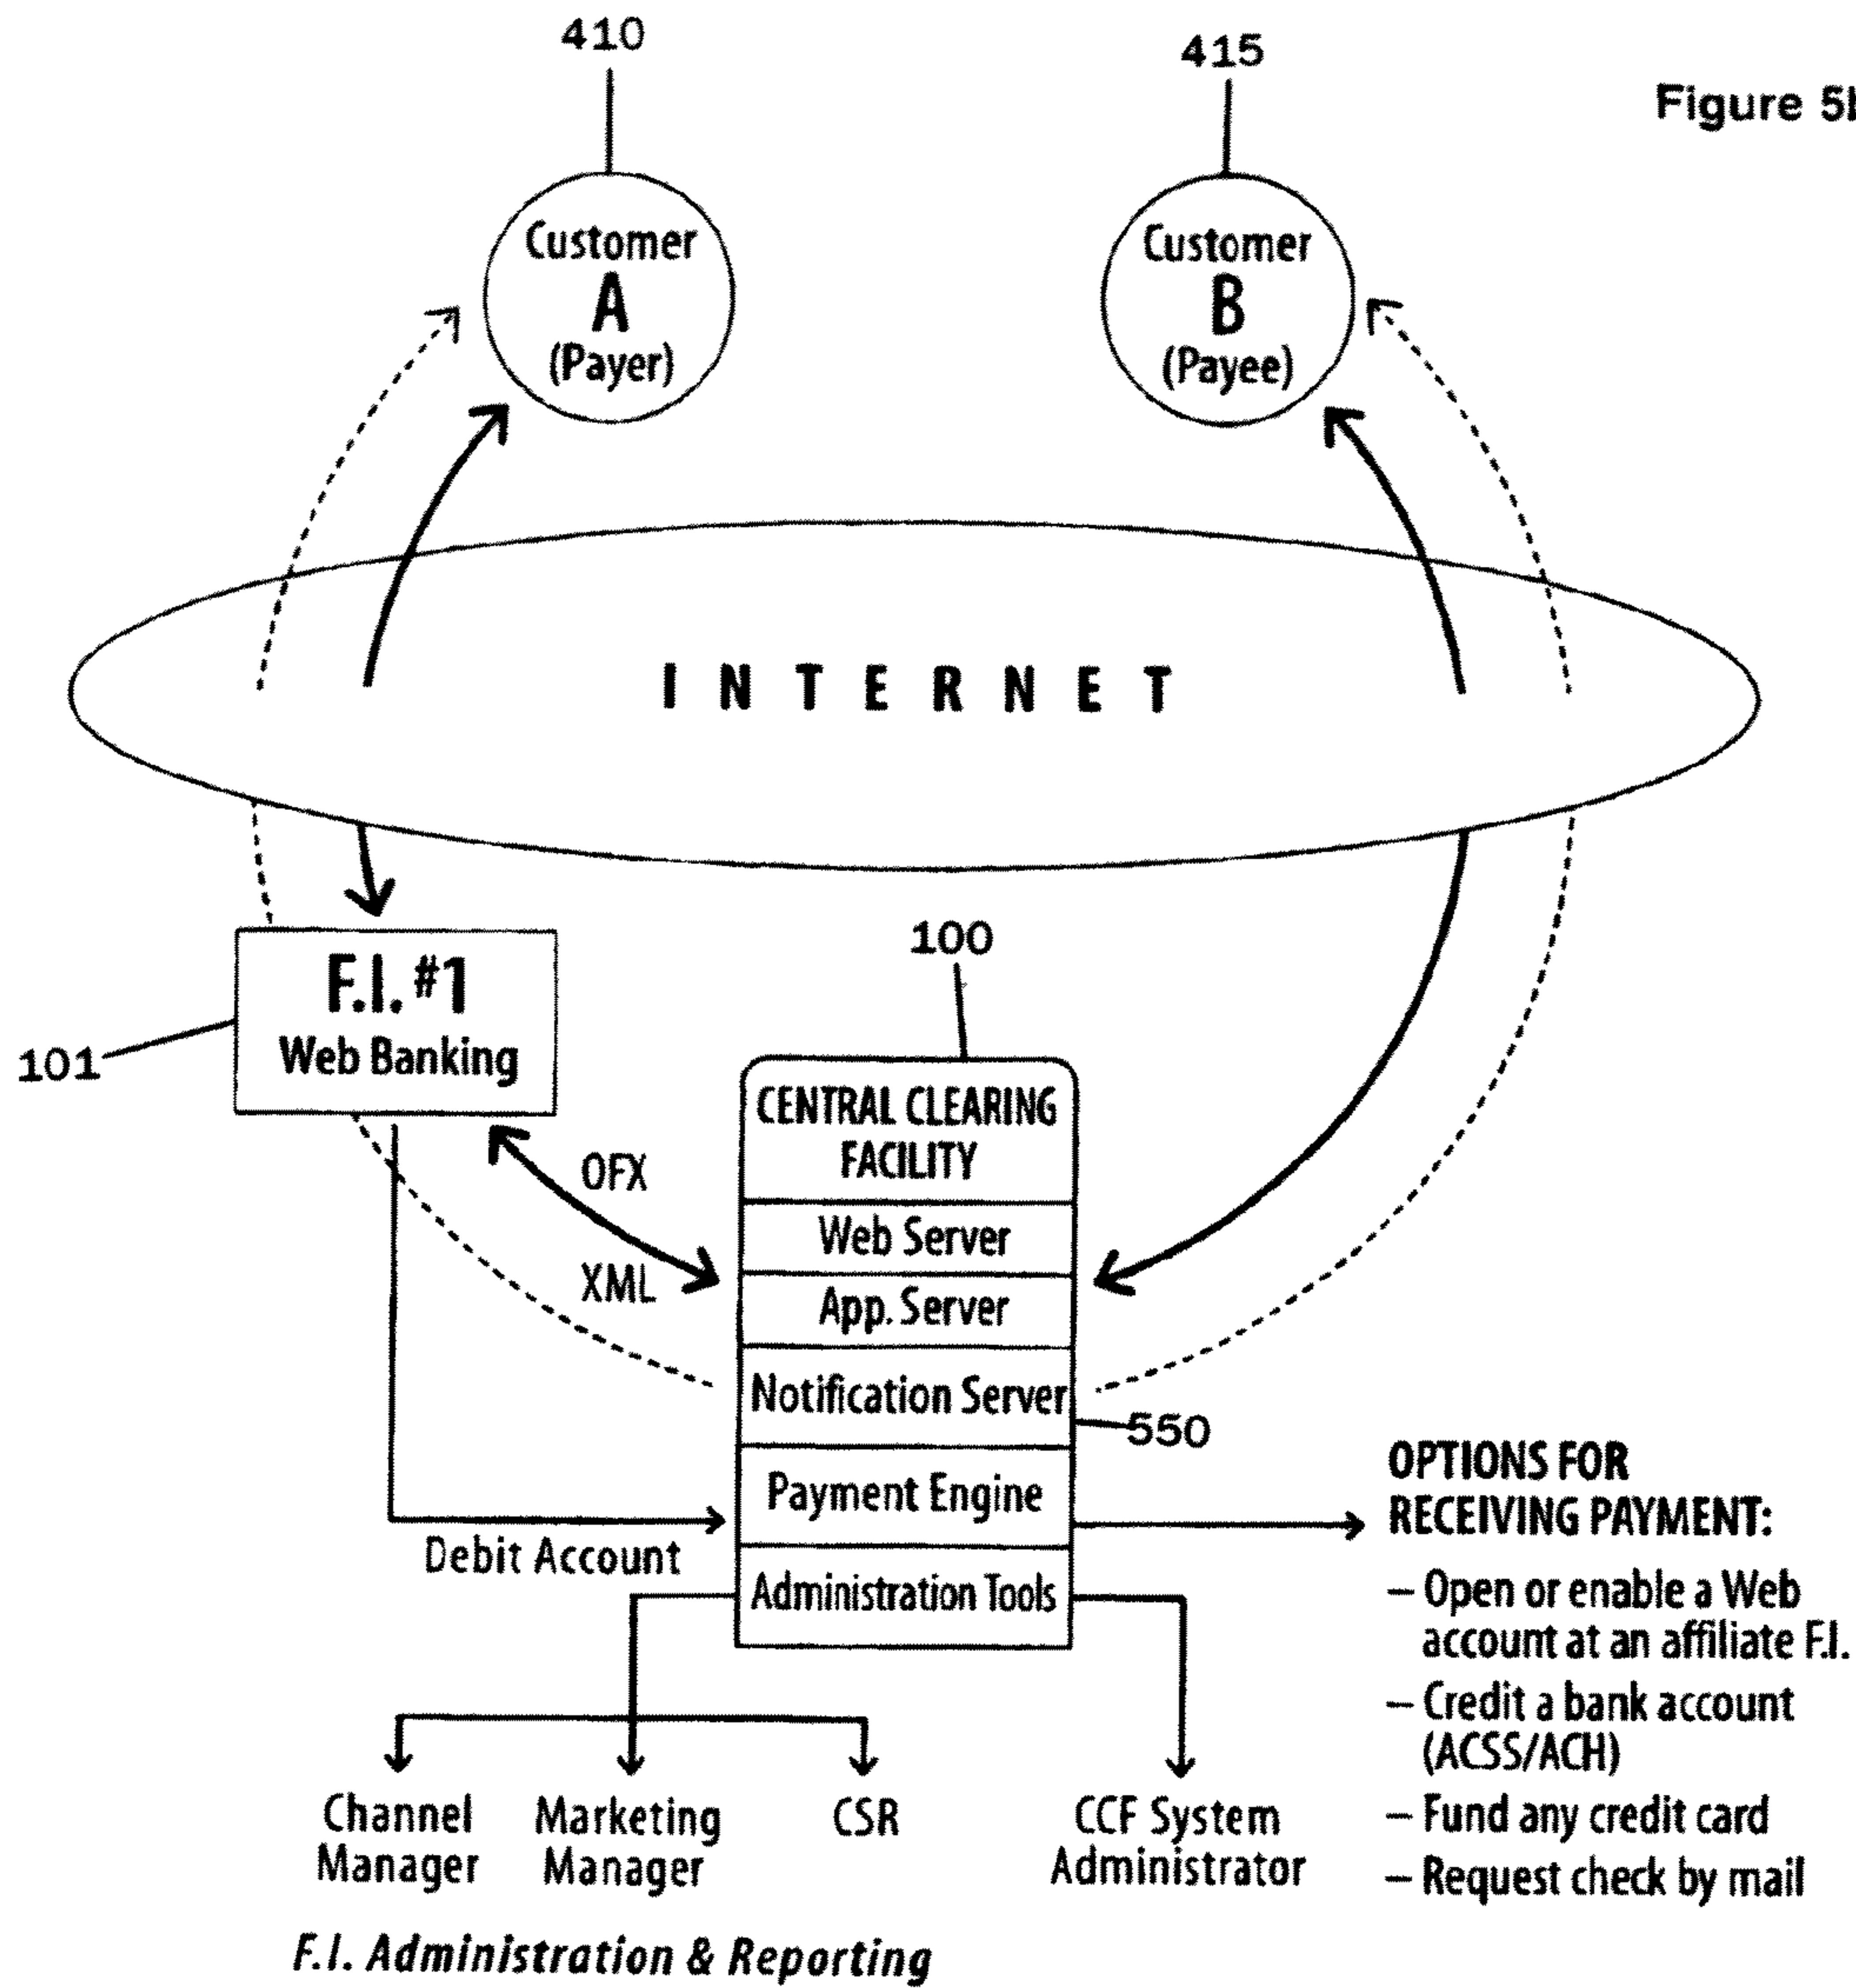 410
415
Figure 5
Customer
A
(Payer)
Customer
B
(Payee)
INTERNET
F.I. #1
Web Banking
101
100
CENTRAL CLEARING
FACILITY
Web Server
App. Server
Notification Server
Payment Engine
Administration Tools
OFX
XML
550
Debit Account
OPTIONS FOR
RECEIVING PAYMENT:
– Open or enable a Web
account at an affiliate F.I.
– Credit a bank account
(ACSS/ACH)
– Fund any credit card
– Request check by mail
Channel
Manager
Marketing
Manager
CSR
CCF System
Administrator
F.I. Administration & Reporting